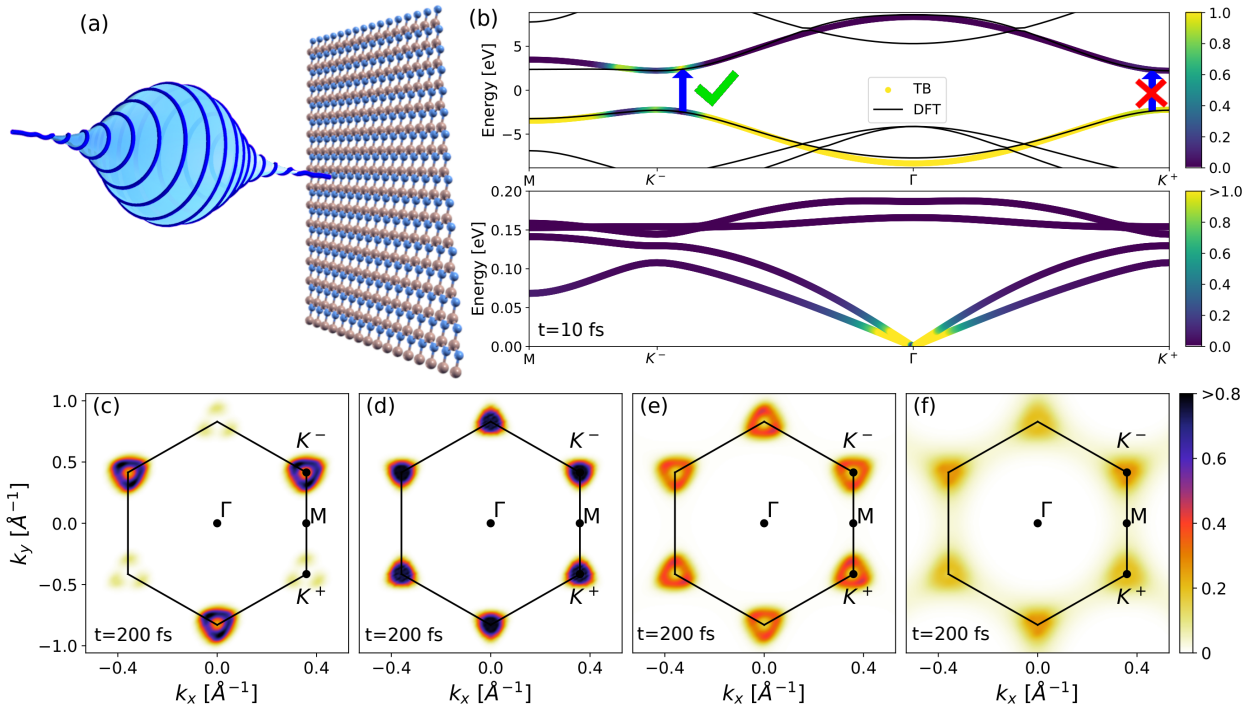 (a)
(b)
Energy [eV]
5
0
−5
TB
DFT
M
K⁻
Γ
K⁺
1.0
0.8
0.6
0.4
0.2
0.0
Energy [eV]
0.20
0.15
0.10
0.05
0.00
t=10 fs
M
K⁻
Γ
K⁺
>1.0
0.8
0.6
0.4
0.2
0.0
k_y [Å⁻¹]
1.0
0.5
0.0
−0.5
−1.0
(c)
K⁻
Γ
M
K⁺
t=200 fs
−0.4
0.0
0.4
k_x [Å⁻¹]
(d)
K⁻
Γ
M
K⁺
t=200 fs
−0.4
0.0
0.4
k_x [Å⁻¹]
(e)
K⁻
Γ
M
K⁺
t=200 fs
−0.4
0.0
0.4
k_x [Å⁻¹]
(f)
K⁻
Γ
M
K⁺
t=200 fs
−0.4
0.0
0.4
k_x [Å⁻¹]
>0.8
0.6
0.4
0.2
0